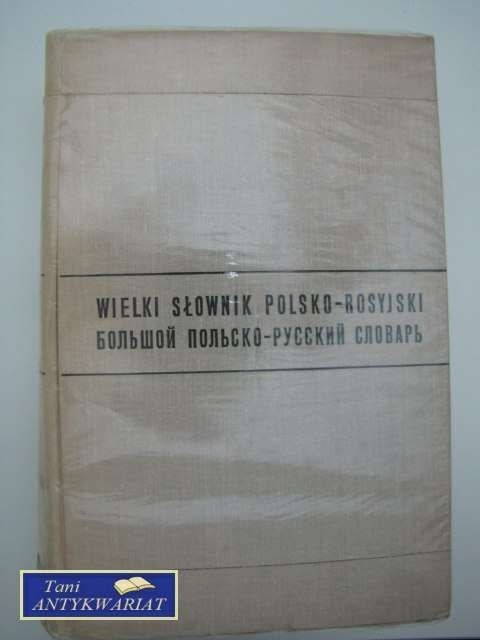 WIELKI SŁOWNIK POLSKO-ROSYJSKI
БОЛЬШОЙ ПОЛЬСКО-РУССКИЙ СЛОВАРЬ
Tani
ANTYKWARIAT